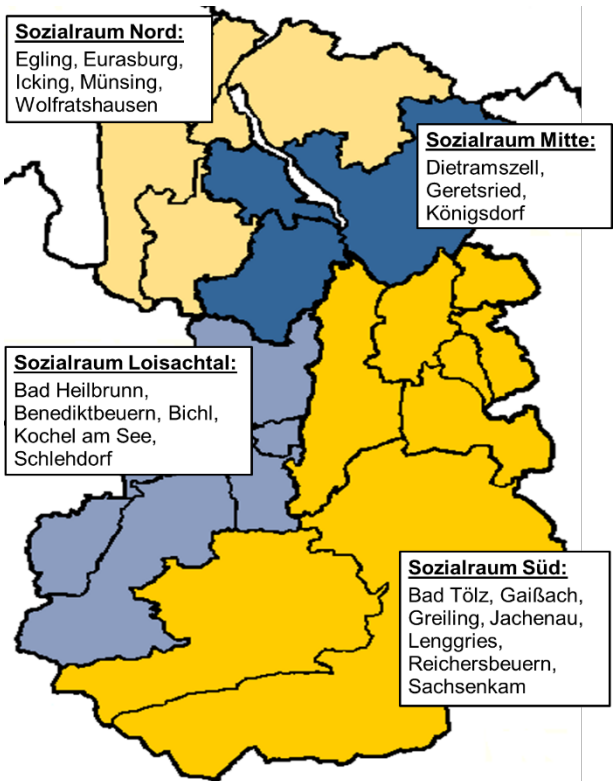 Sozialraum Nord:
Egling, Eurasburg,
Icking, Münsing,
Wolfratshausen
Sozialraum Mitte:
Dietramszell,
Geretsried,
Königsdorf
Sozialraum Loisachtal:
Bad Heilbrunn,
Benediktbeuern, Bichl,
Kochel am See,
Schlehdorf
Sozialraum Süd:
Bad Tölz, Gaißach,
Greiling, Jachenau,
Lenggries,
Reichersbeuern,
Sachsenkam